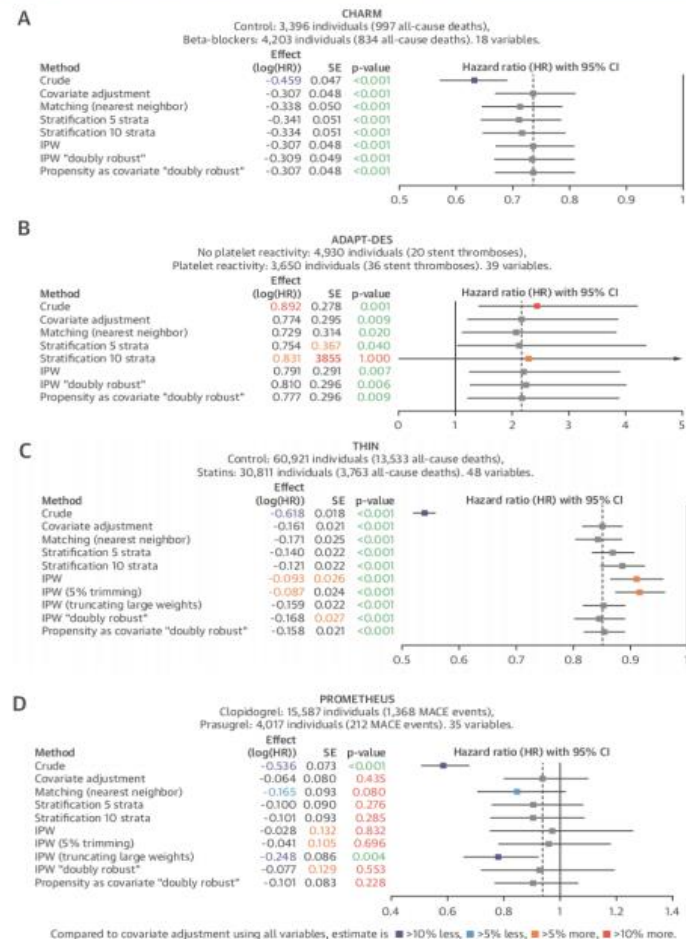 A
CHARM
Control: 3,396 individuals (997 all-cause deaths),
Beta-blockers: 4,203 individuals (834 all-cause deaths). 18 variables.
Effect
Method (log(HR)) SE p-value Hazard ratio (HR) with 95% CI
Crude -0.459 0.047 <0.001
Covariate adjustment -0.307 0.048 <0.001
Matching (nearest neighbor) -0.338 0.050 <0.001
Stratification 5 strata -0.341 0.051 <0.001
Stratification 10 strata -0.334 0.051 <0.001
IPW -0.307 0.048 <0.001
IPW "doubly robust" -0.309 0.049 <0.001
Propensity as covariate "doubly robust" -0.307 0.048 <0.001
0.5 0.6 0.7 0.8 0.9 1
B
ADAPT-DES
No platelet reactivity: 4,930 individuals (20 stent thromboses),
Platelet reactivity: 3,650 individuals (36 stent thromboses). 39 variables.
Effect
Method (log(HR)) SE p-value Hazard ratio (HR) with 95% CI
Crude 0.892 0.278 0.001
Covariate adjustment 0.774 0.295 0.009
Matching (nearest neighbor) 0.729 0.314 0.020
Stratification 5 strata 0.754 0.367 0.040
Stratification 10 strata 0.831 3855 1.000
IPW 0.791 0.291 0.007
IPW "doubly robust" 0.810 0.296 0.006
Propensity as covariate "doubly robust" 0.777 0.296 0.009
0 1 2 3 4 5
C
THIN
Control: 60,921 individuals (13,533 all-cause deaths),
Statins: 30,811 individuals (3,763 all-cause deaths). 48 variables.
Effect
Method (log(HR)) SE p-value Hazard ratio (HR) with 95% CI
Crude -0.618 0.018 <0.001
Covariate adjustment -0.161 0.021 <0.001
Matching (nearest neighbor) -0.171 0.025 <0.001
Stratification 5 strata -0.140 0.022 <0.001
Stratification 10 strata -0.121 0.022 <0.001
IPW -0.093 0.026 <0.001
IPW (5% trimming) -0.087 0.024 <0.001
IPW (truncating large weights) -0.159 0.022 <0.001
IPW "doubly robust" -0.168 0.027 <0.001
Propensity as covariate "doubly robust" -0.158 0.021 <0.001
0.5 0.6 0.7 0.8 0.9 1
D
PROMETHEUS
Clopidogrel: 15,587 individuals (1,368 MACE events),
Prasugrel: 4,017 individuals (212 MACE events). 35 variables.
Effect
Method (log(HR)) SE p-value Hazard ratio (HR) with 95% CI
Crude -0.536 0.073 <0.001
Covariate adjustment -0.064 0.080 0.435
Matching (nearest neighbor) -0.165 0.093 0.080
Stratification 5 strata -0.100 0.090 0.276
Stratification 10 strata -0.101 0.093 0.285
IPW -0.028 0.132 0.832
IPW (5% trimming) -0.041 0.105 0.696
IPW (truncating large weights) -0.248 0.086 0.004
IPW "doubly robust" -0.077 0.129 0.553
Propensity as covariate "doubly robust" -0.101 0.083 0.228
0.4 0.6 0.8 1 1.2 1.4
Compared to covariate adjustment using all variables, estimate is >10% less, >5% less, >5% more, >10% more.